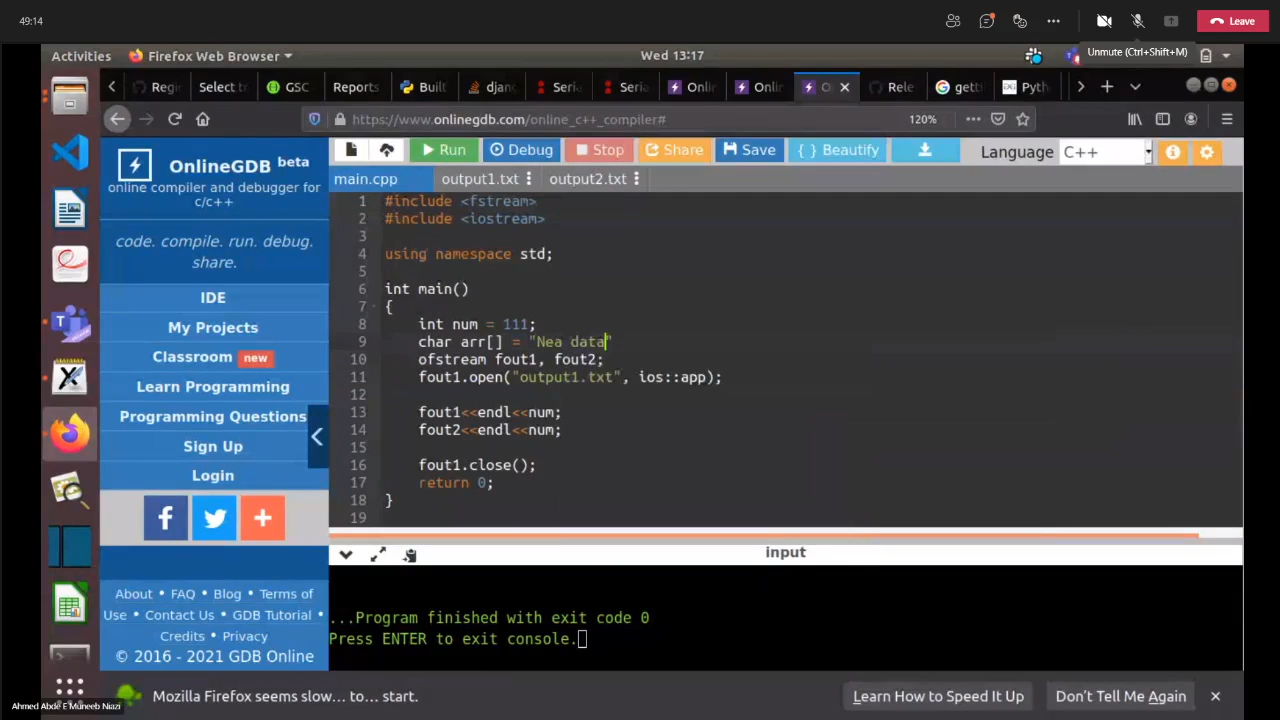 49:14
Leave
Activities
Firefox Web Browser
Wed 13:17
Unmute (Ctrl+Shift+M)
Regi
Select tr
GSC
Reports
Built
djan
Seria
Seria
Onlin
Onlin
O
Rele
gett
Pyth
https://www.onlinegdb.com/online_c++_compiler#
120%
OnlineGDB beta
online compiler and debugger for
c/c++
code. compile. run. debug.
share.
IDE
My Projects
Classroom new
Learn Programming
Programming Questions
Sign Up
Login
About • FAQ • Blog • Terms of
Use • Contact Us • GDB Tutorial •
Credits • Privacy
© 2016 - 2021 GDB Online
Run
Debug
Stop
Share
Save
{ } Beautify
Language C++
main.cpp
output1.txt
output2.txt
1 #include <fstream>
2 #include <iostream>
3
4 using namespace std;
5
6 int main()
7 {
8 int num = 111;
9 char arr[] = "Nea data"
10 ofstream fout1, fout2;
11 fout1.open("output1.txt", ios::app);
12
13 fout1<<endl<<num;
14 fout2<<endl<<num;
15
16 fout1.close();
17 return 0;
18 }
19
input
...Program finished with exit code 0
Press ENTER to exit console.
Mozilla Firefox seems slow... to... start.
Learn How to Speed It Up
Don't Tell Me Again
Ahmed Abde E Muneeb Niazi